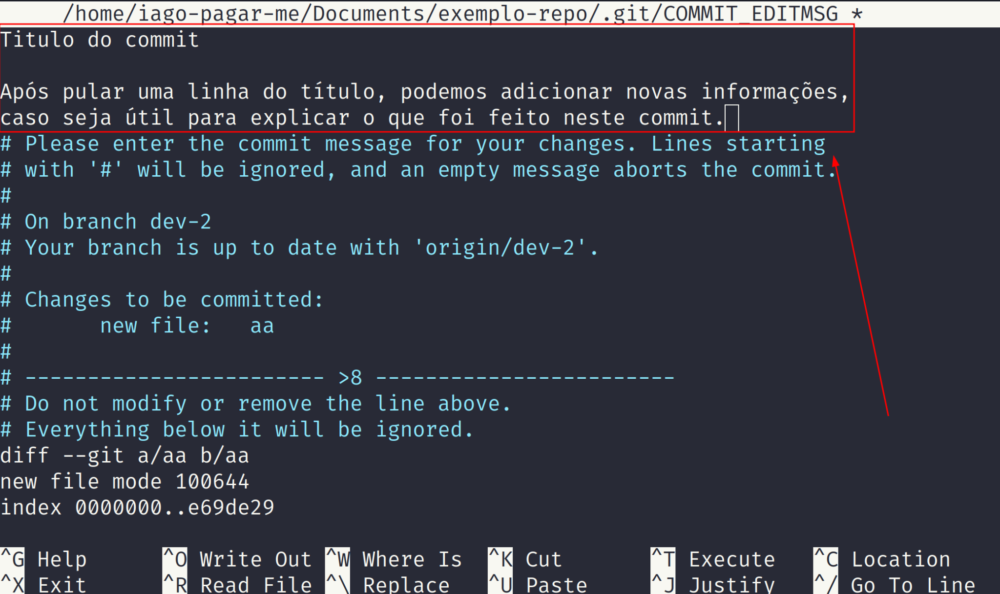 /home/iago-pagar-me/Documents/exemplo-repo/.git/COMMIT_EDITMSG *
Titulo do commit
Após pular uma linha do título, podemos adicionar novas informações,
caso seja útil para explicar o que foi feito neste commit.
# Please enter the commit message for your changes. Lines starting
# with '#' will be ignored, and an empty message aborts the commit.
#
# On branch dev-2
# Your branch is up to date with 'origin/dev-2'.
#
# Changes to be committed:
#       new file:   aa
#
# ------------------------ >8 ------------------------
# Do not modify or remove the line above.
# Everything below it will be ignored.
diff --git a/aa b/aa
new file mode 100644
index 0000000..e69de29
^G Help ^O Write Out ^W Where Is ^K Cut ^T Execute ^C Location
^X Exit ^R Read File ^\ Replace ^U Paste ^J Justify ^/ Go To Line